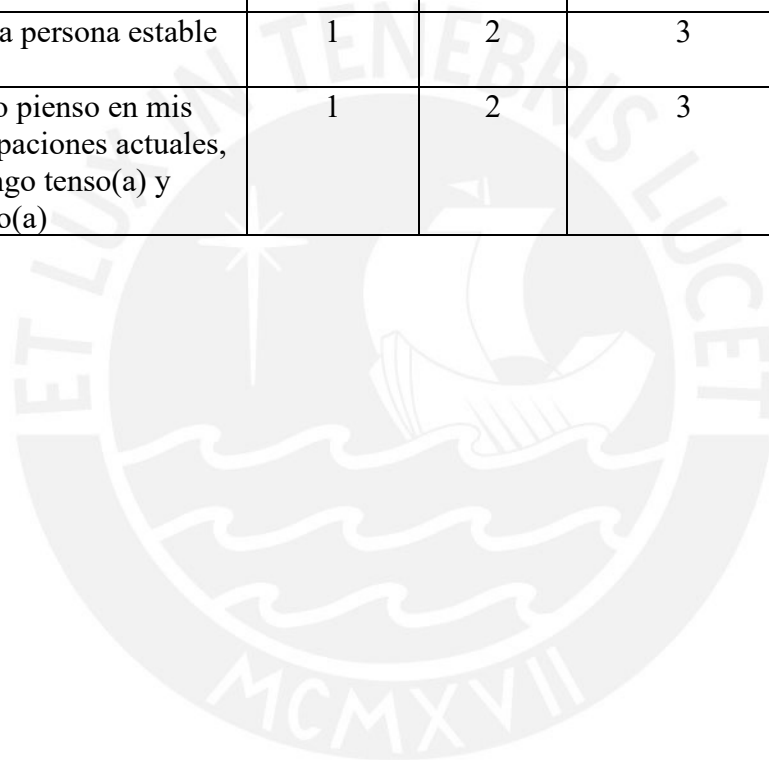 a persona estable 1 2 3
o pienso en mis 1 2 3
paciones actuales,
ngo tenso(a) y
o(a)
ET LUX IN TENEBRIS LUCET
MCMXVII